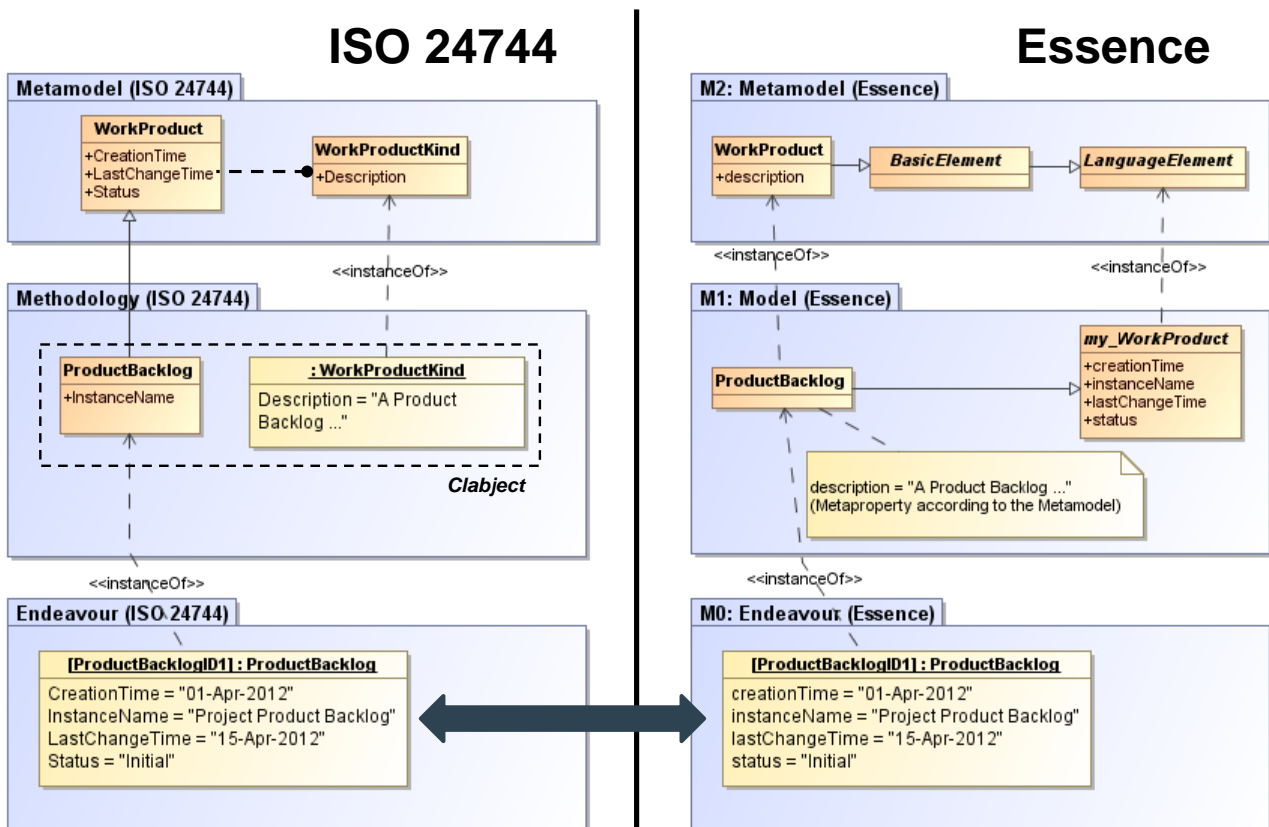 ISO 24744
Metamodel (ISO 24744)
WorkProduct
+CreationTime
+LastChangeTime
+Status
WorkProductKind
+Description
<<instanceOf>>
Methodology (ISO 24744)
ProductBacklog
+InstanceName
: WorkProductKind
Description = "A Product
Backlog ..."
Clabject
<<instanceOf>>
Endeavour (ISO 24744)
[ProductBacklogID1] : ProductBacklog
CreationTime = "01-Apr-2012"
InstanceName = "Project Product Backlog"
LastChangeTime = "15-Apr-2012"
Status = "Initial"
Essence
M2: Metamodel (Essence)
WorkProduct
+description
BasicElement
LanguageElement
<<instanceOf>>
<<instanceOf>>
M1: Model (Essence)
ProductBacklog
my_WorkProduct
+creationTime
+instanceName
+lastChangeTime
+status
description = "A Product Backlog ..."
(Metaproperty according to the Metamodel)
<<instanceOf>>
M0: Endeavour (Essence)
[ProductBacklogID1] : ProductBacklog
creationTime = "01-Apr-2012"
instanceName = "Project Product Backlog"
lastChangeTime = "15-Apr-2012"
status = "Initial"